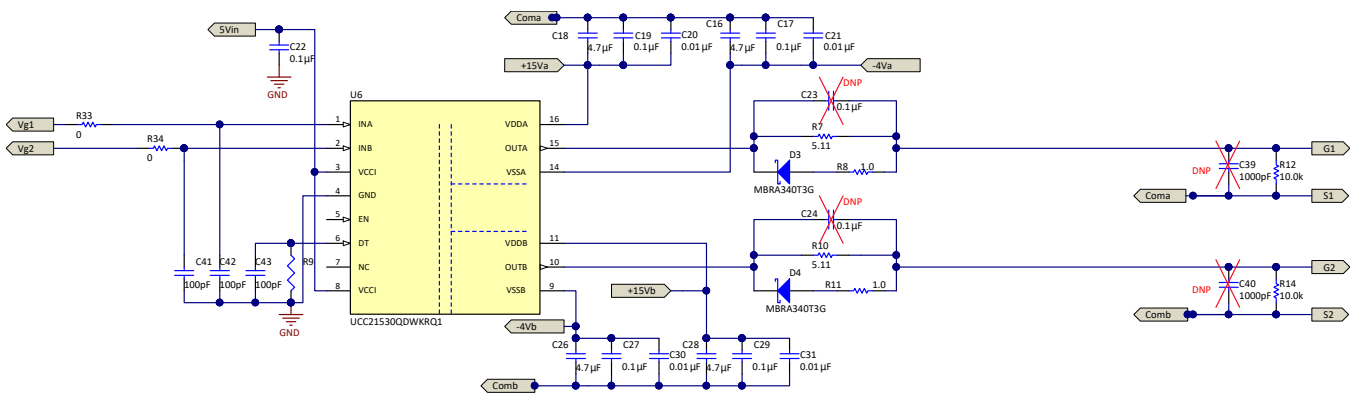 Coma
C18
4.7µF
C19
0.1µF
C20
0.01µF
C16
4.7µF
C17
0.1µF
C21
0.01µF
5Vin
C22
0.1µF
GND
+15Va
-4Va
U6
Vg1
R33
0
Vg2
R34
0
1
INA
2
INB
3
VCCI
4
GND
5
EN
6
DT
7
NC
8
VCCI
VDDA
16
OUTA
15
VSSA
14
VDDB
11
OUTB
10
VSSB
9
UCC21530QDWKRQ1
C41
100pF
C42
100pF
C43
100pF
R9
GND
DNP
C23
0.1µF
R7
5.11
D3
R8
1.0
MBRA340T3G
DNP
C24
0.1µF
R10
5.11
D4
R11
1.0
MBRA340T3G
G1
C39
DNP
1000pF
R12
10.0k
Coma
S1
G2
C40
DNP
1000pF
R14
10.0k
Comb
S2
+15Vb
-4Vb
C26
4.7µF
C27
0.1µF
C30
0.01µF
C28
4.7µF
C29
0.1µF
C31
0.01µF
Comb